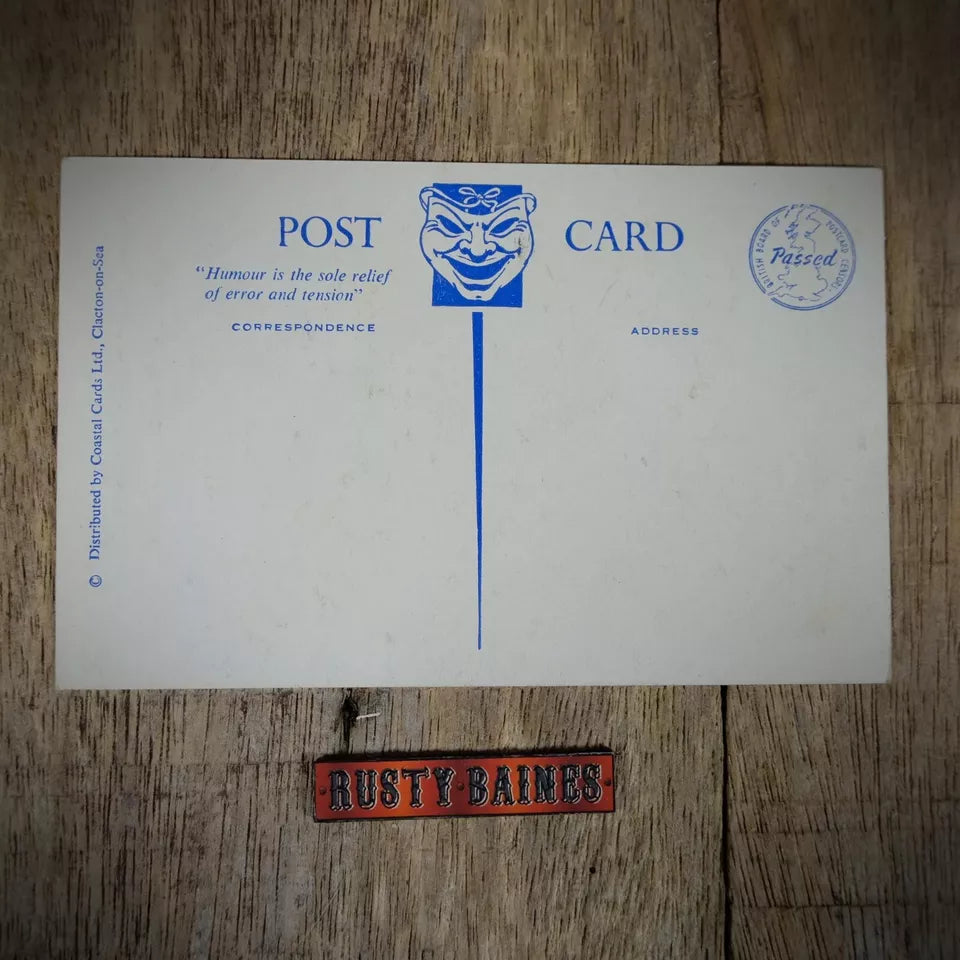 POST CARD
"Humour is the sole relief
of error and tension"
CORRESPONDENCE
ADDRESS
BRITISH BOARD OF POSTCARD CENSORS
Passed
© Distributed by Coastal Cards Ltd., Clacton-on-Sea
RUSTY·BAINES